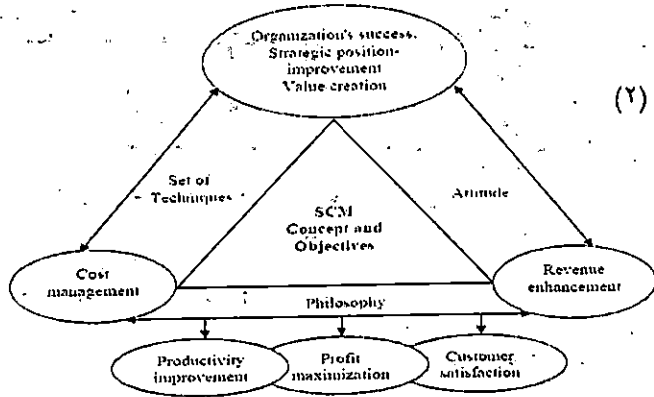 Organization's success.
Strategic position-
improvement
Value creation
(٢)
Set of
Techniques
Attitude
SCM
Concept and
Objectives
Cost
management
Revenue
enhancement
Philosophy
Productivity
improvement
Profit
maximization
Customer
satisfaction